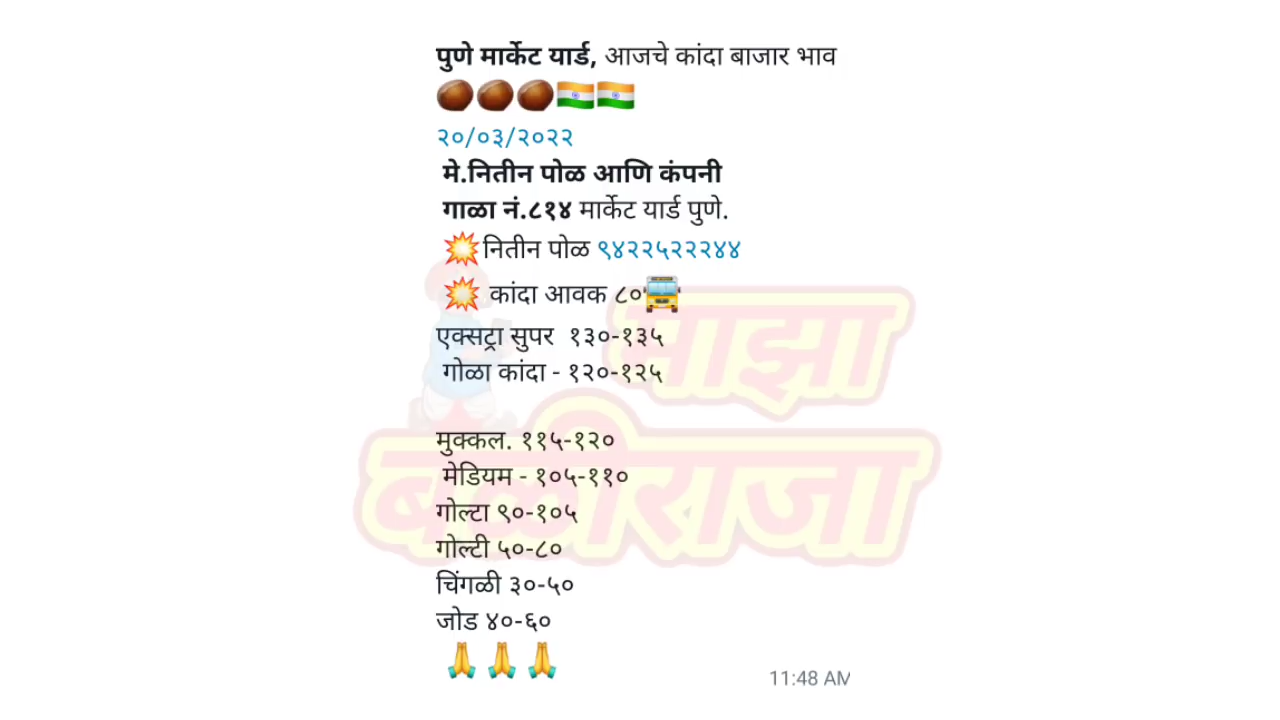 पुणे मार्केट यार्ड, आजचे कांदा बाजार भाव
🌰🌰🌰🇮🇳🇮🇳
२०/०३/२०२२
मे.नितीन पोळ आणि कंपनी
गाळा नं.८१४ मार्केट यार्ड पुणे.
💥नितीन पोळ ९४२२५२२२४४
💥 कांदा आवक ८०🚍
एक्सट्रा सुपर १३०-१३५
गोळा कांदा - १२०-१२५
मुक्कल. ११५-१२०
मेडियम - १०५-११०
गोल्टा ९०-१०५
गोल्टी ५०-८०
चिंगळी ३०-५०
जोड ४०-६०
🙏🙏🙏
11:48 AM
माझा
बळीराजा